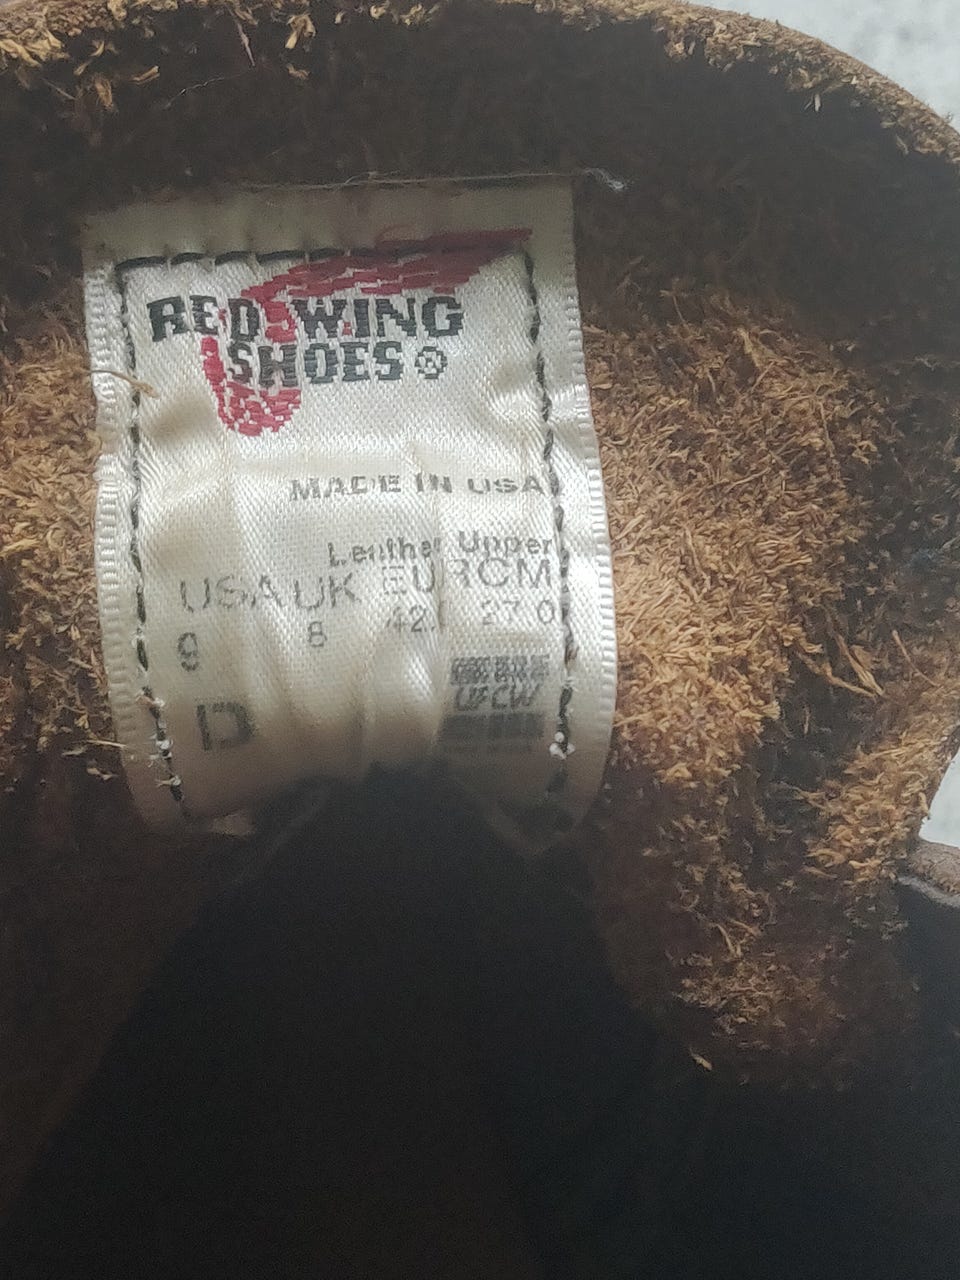 RED WING
SHOES®
MADE IN USA
Leather Upper
USA UK EUR CM
9 8 42. 27.0
D
UFCW